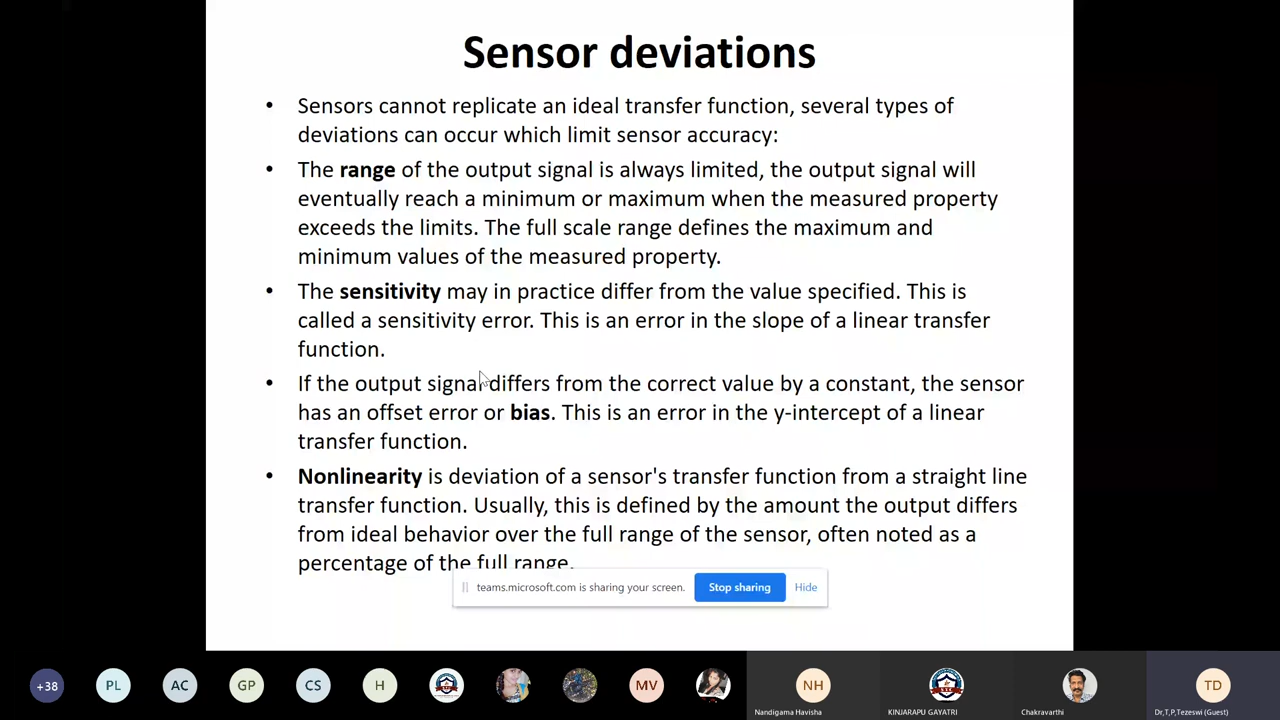 Sensor deviations
• Sensors cannot replicate an ideal transfer function, several types of
deviations can occur which limit sensor accuracy:
• The range of the output signal is always limited, the output signal will
eventually reach a minimum or maximum when the measured property
exceeds the limits. The full scale range defines the maximum and
minimum values of the measured property.
• The sensitivity may in practice differ from the value specified. This is
called a sensitivity error. This is an error in the slope of a linear transfer
function.
• If the output signal differs from the correct value by a constant, the sensor
has an offset error or bias. This is an error in the y-intercept of a linear
transfer function.
• Nonlinearity is deviation of a sensor's transfer function from a straight line
transfer function. Usually, this is defined by the amount the output differs
from ideal behavior over the full range of the sensor, often noted as a
percentage of the full range.
teams.microsoft.com is sharing your screen. Stop sharing Hide
+38 PL AC GP CS H MV NH TD
Nandigama Havisha KINJARAPU GAYATRI Chakravarthi Dr,T,P,Tezeswi (Guest)